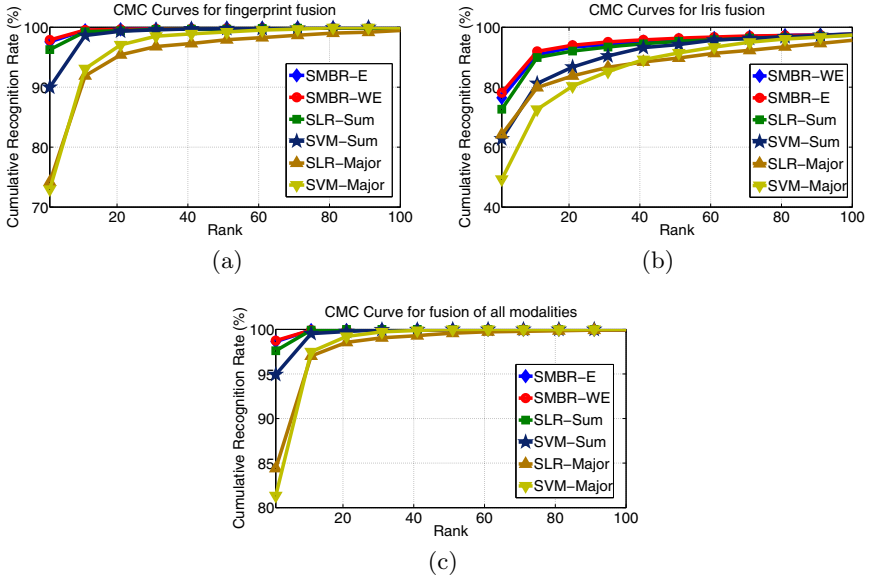 CMC Curves for fingerprint fusion
Cumulative Recognition Rate (%)
100
90
80
70
20
40
60
80
100
Rank
SMBR−E
SMBR−WE
SLR−Sum
SVM−Sum
SLR−Major
SVM−Major
(a)
CMC Curves for Iris fusion
Cumulative Recognition Rate (%)
100
80
60
40
20
40
60
80
100
Rank
SMBR−WE
SMBR−E
SLR−Sum
SVM−Sum
SLR−Major
SVM−Major
(b)
CMC Curve for fusion of all modalities
Cumulative Recognition Rate (%)
100
95
90
85
80
20
40
60
80
100
Rank
SMBR−E
SMBR−WE
SLR−Sum
SVM−Sum
SLR−Major
SVM−Major
(c)